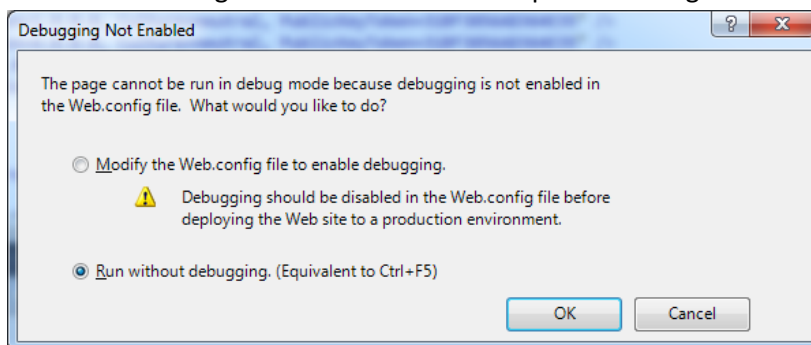 Debugging Not Enabled
The page cannot be run in debug mode because debugging is not enabled in
the Web.config file. What would you like to do?
Modify the Web.config file to enable debugging.
Debugging should be disabled in the Web.config file before
deploying the Web site to a production environment.
Run without debugging. (Equivalent to Ctrl+F5)
OK
Cancel